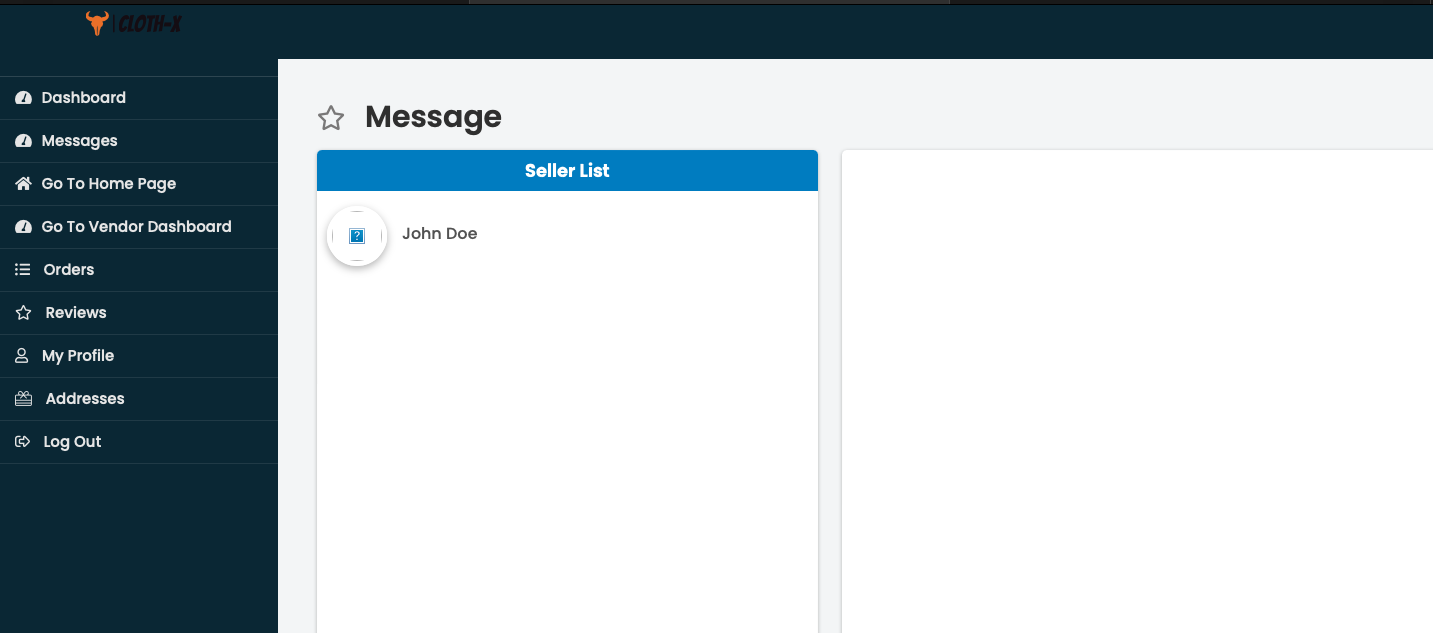 CLOTH-X
Dashboard
Messages
Go To Home Page
Go To Vendor Dashboard
Orders
Reviews
My Profile
Addresses
Log Out
Message
Seller List
?
John Doe